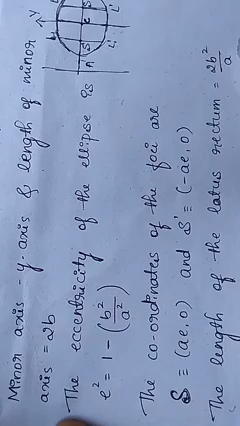 Minor axis - y-axis & length of minor
axis = 2b
The eccentricity of the ellipse is
e² = 1 - (b²/a²)
The co-ordinates of the foci are
S = (ae, 0) and S' = (-ae, 0)
The length of the latus rectum = 2b²/a
Y
L
L'
S
C
S
A
L'